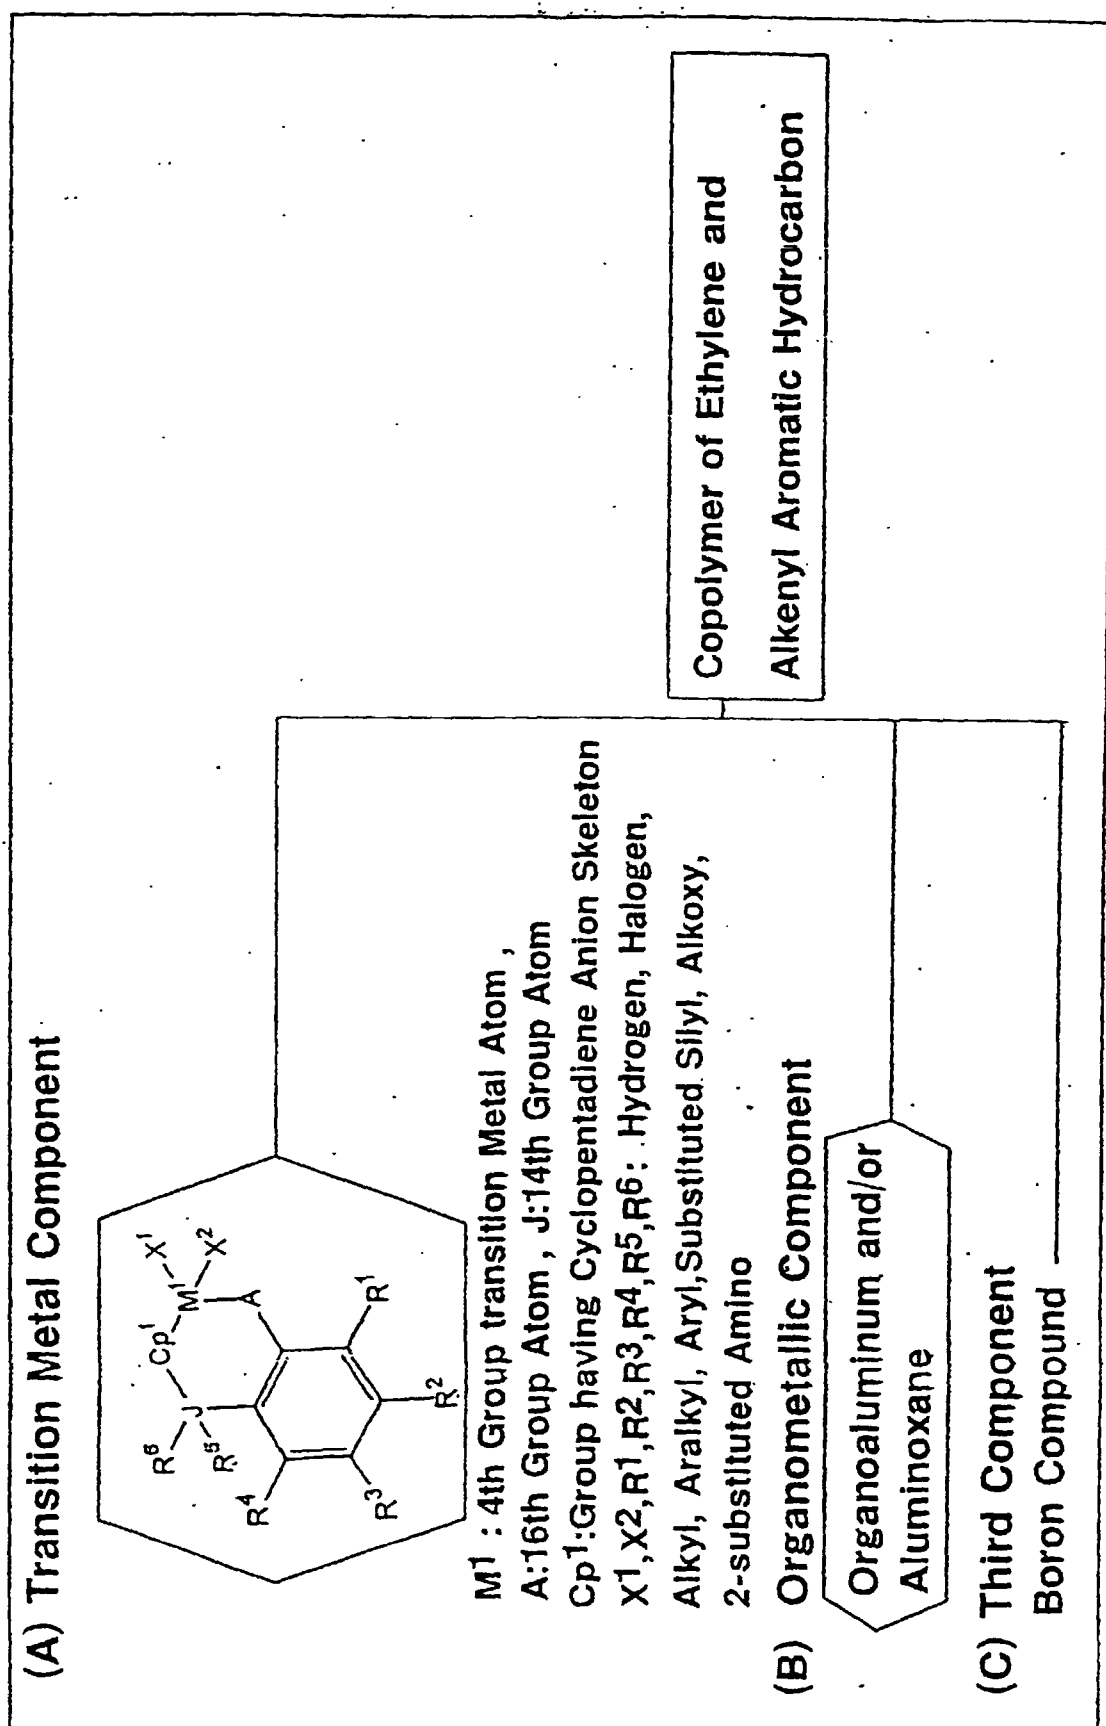 (A) Transition Metal Component
R⁶
R⁵
J
Cp¹
M¹
X¹
X²
A
R⁴
R³
R²
R¹
M¹ : 4th Group transition Metal Atom ,
A:16th Group Atom , J:14th Group Atom
Cp¹:Group having Cyclopentadiene Anion Skeleton
X¹,X²,R¹,R²,R³,R⁴,R⁵,R⁶: Hydrogen, Halogen,
Alkyl, Aralkyl, Aryl,Substituted Silyl, Alkoxy,
2-substituted Amino
(B) Organometallic Component
Organoaluminum and/or
Aluminoxane
(C) Third Component
Boron Compound
Copolymer of Ethylene and
Alkenyl Aromatic Hydrocarbon